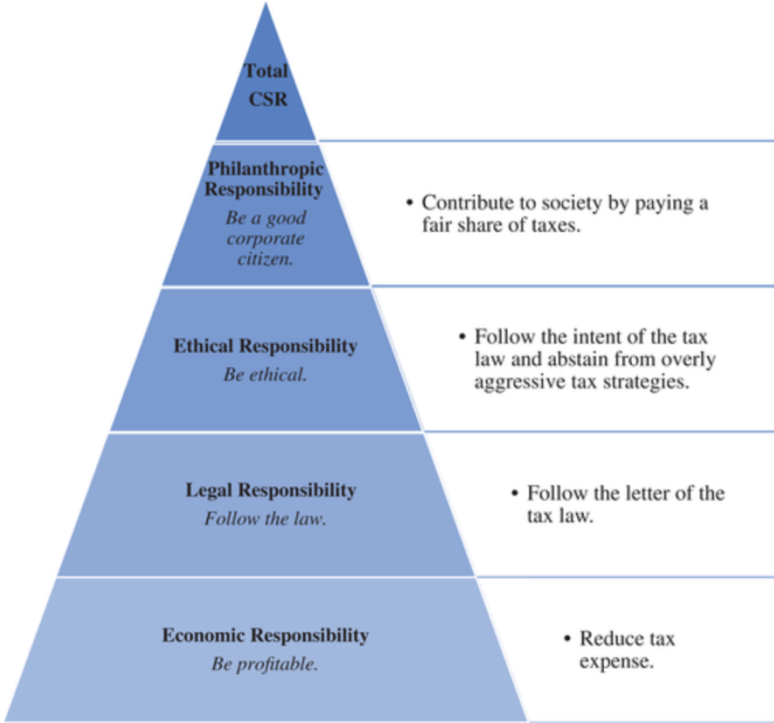 Total
CSR
Philanthropic
Responsibility
Be a good
corporate
citizen.
• Contribute to society by paying a
fair share of taxes.
Ethical Responsibility
Be ethical.
• Follow the intent of the tax
law and abstain from overly
aggressive tax strategies.
Legal Responsibility
Follow the law.
• Follow the letter of the
tax law.
Economic Responsibility
Be profitable.
• Reduce tax
expense.